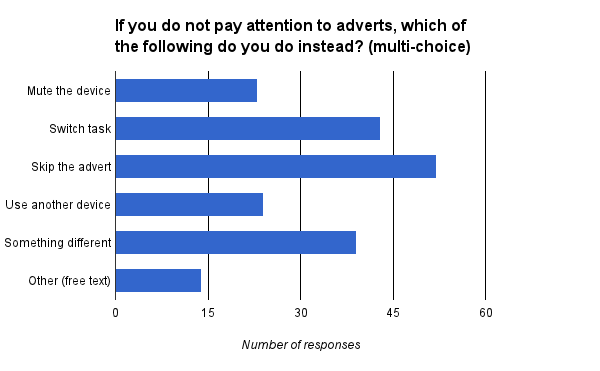 If you do not pay attention to adverts, which of
the following do you do instead? (multi-choice)
Mute the device
Switch task
Skip the advert
Use another device
Something different
Other (free text)
0 15 30 45 60
Number of responses